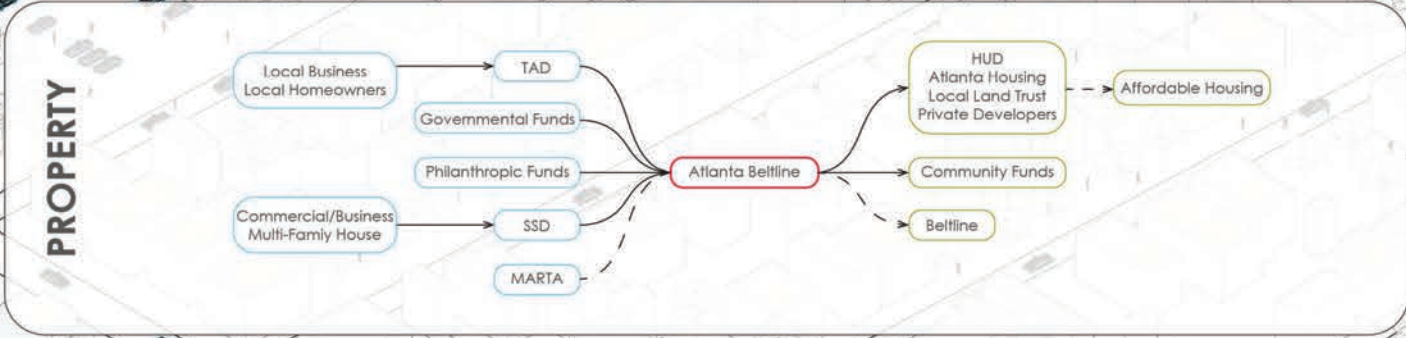 PROPERTY
Local Business
Local Homeowners
TAD
Governmental Funds
Philanthropic Funds
Commercial/Business
Multi-Famiy House
SSD
MARTA
Atlanta Beltline
HUD
Atlanta Housing
Local Land Trust
Private Developers
Affordable Housing
Community Funds
Beltline